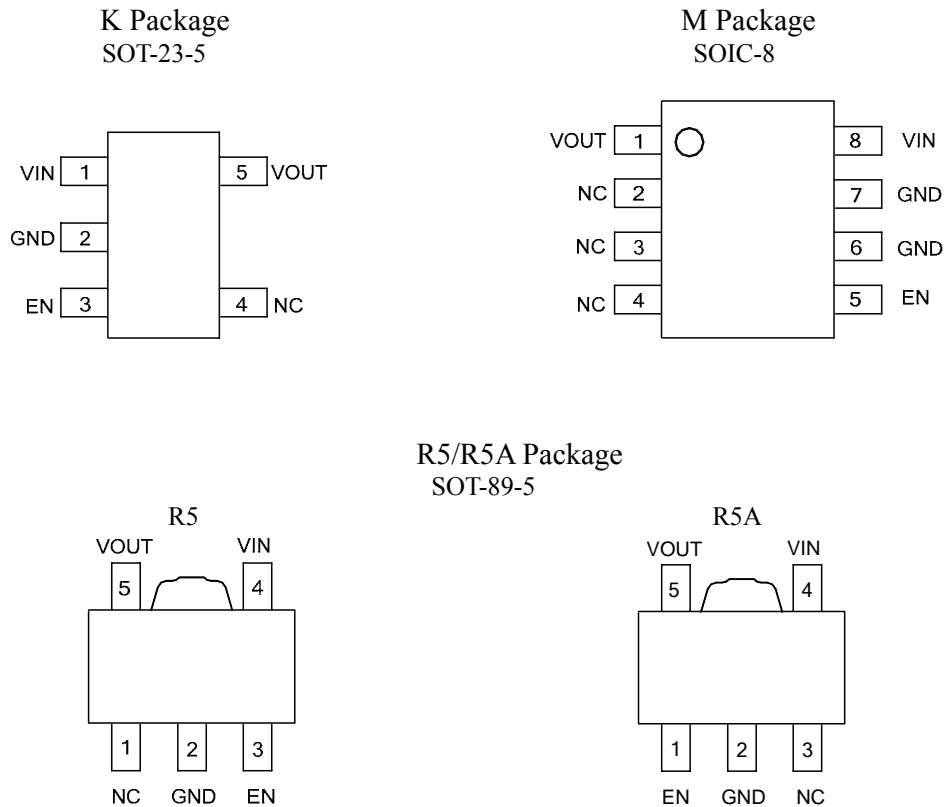 K Package
SOT-23-5
VIN 1 5 VOUT
GND 2
EN 3 4 NC
M Package
SOIC-8
VOUT 1 8 VIN
NC 2 7 GND
NC 3 6 GND
NC 4 5 EN
R5/R5A Package
SOT-89-5
R5
VOUT VIN
5 4
1 2 3
NC GND EN
R5A
VOUT VIN
5 4
1 2 3
EN GND NC